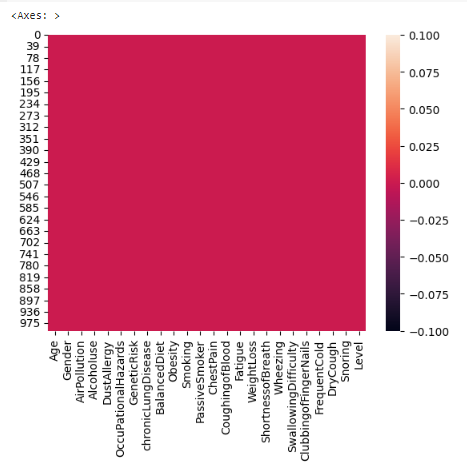 <Axes: >
0
39
78
117
156
195
234
273
312
351
390
429
468
507
546
585
624
663
702
741
780
819
858
897
936
975
0.100
0.075
0.050
0.025
0.000
−0.025
−0.050
−0.075
−0.100
Age
Gender
AirPollution
Alcoholuse
DustAllergy
OccuPationalHazards
GeneticRisk
chronicLungDisease
BalancedDiet
Obesity
Smoking
PassiveSmoker
ChestPain
CoughingofBlood
Fatigue
WeightLoss
ShortnessofBreath
Wheezing
SwallowingDifficulty
ClubbingofFingerNails
FrequentCold
DryCough
Snoring
Level